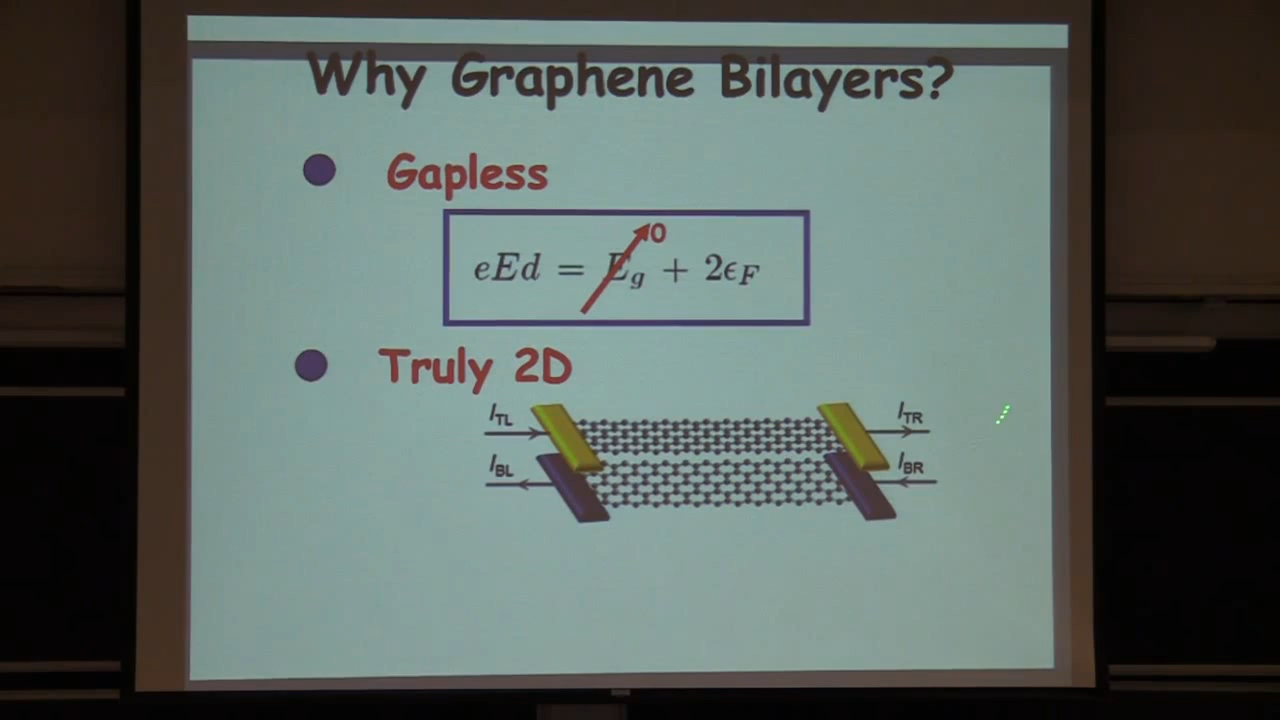 Why Graphene Bilayers?
Gapless
0
eEd = E_g + 2ϵ_F
Truly 2D
I_TL I_TR
I_BL I_BR